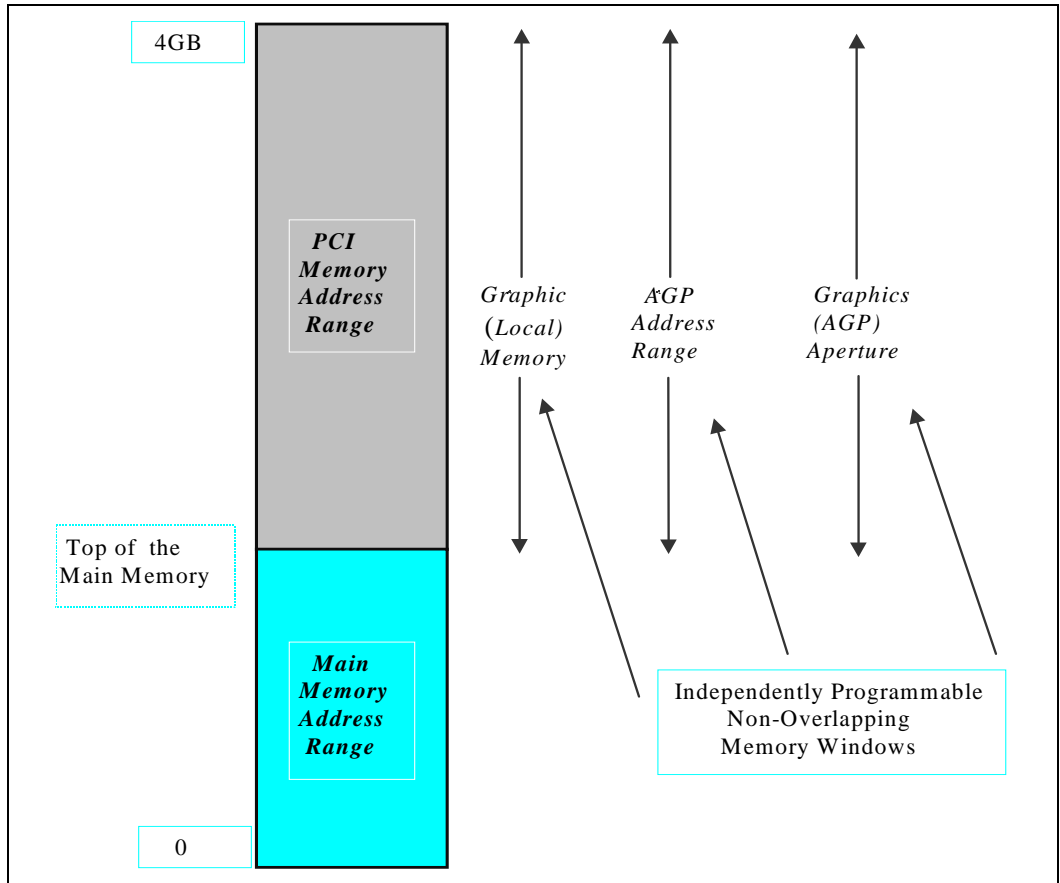 4GB
PCI
Memory
Address
Range
Graphic
(Local)
Memory
AGP
Address
Range
Graphics
(AGP)
Aperture
Top of the
Main Memory
Main
Memory
Address
Range
Independently Programmable
Non-Overlapping
Memory Windows
0